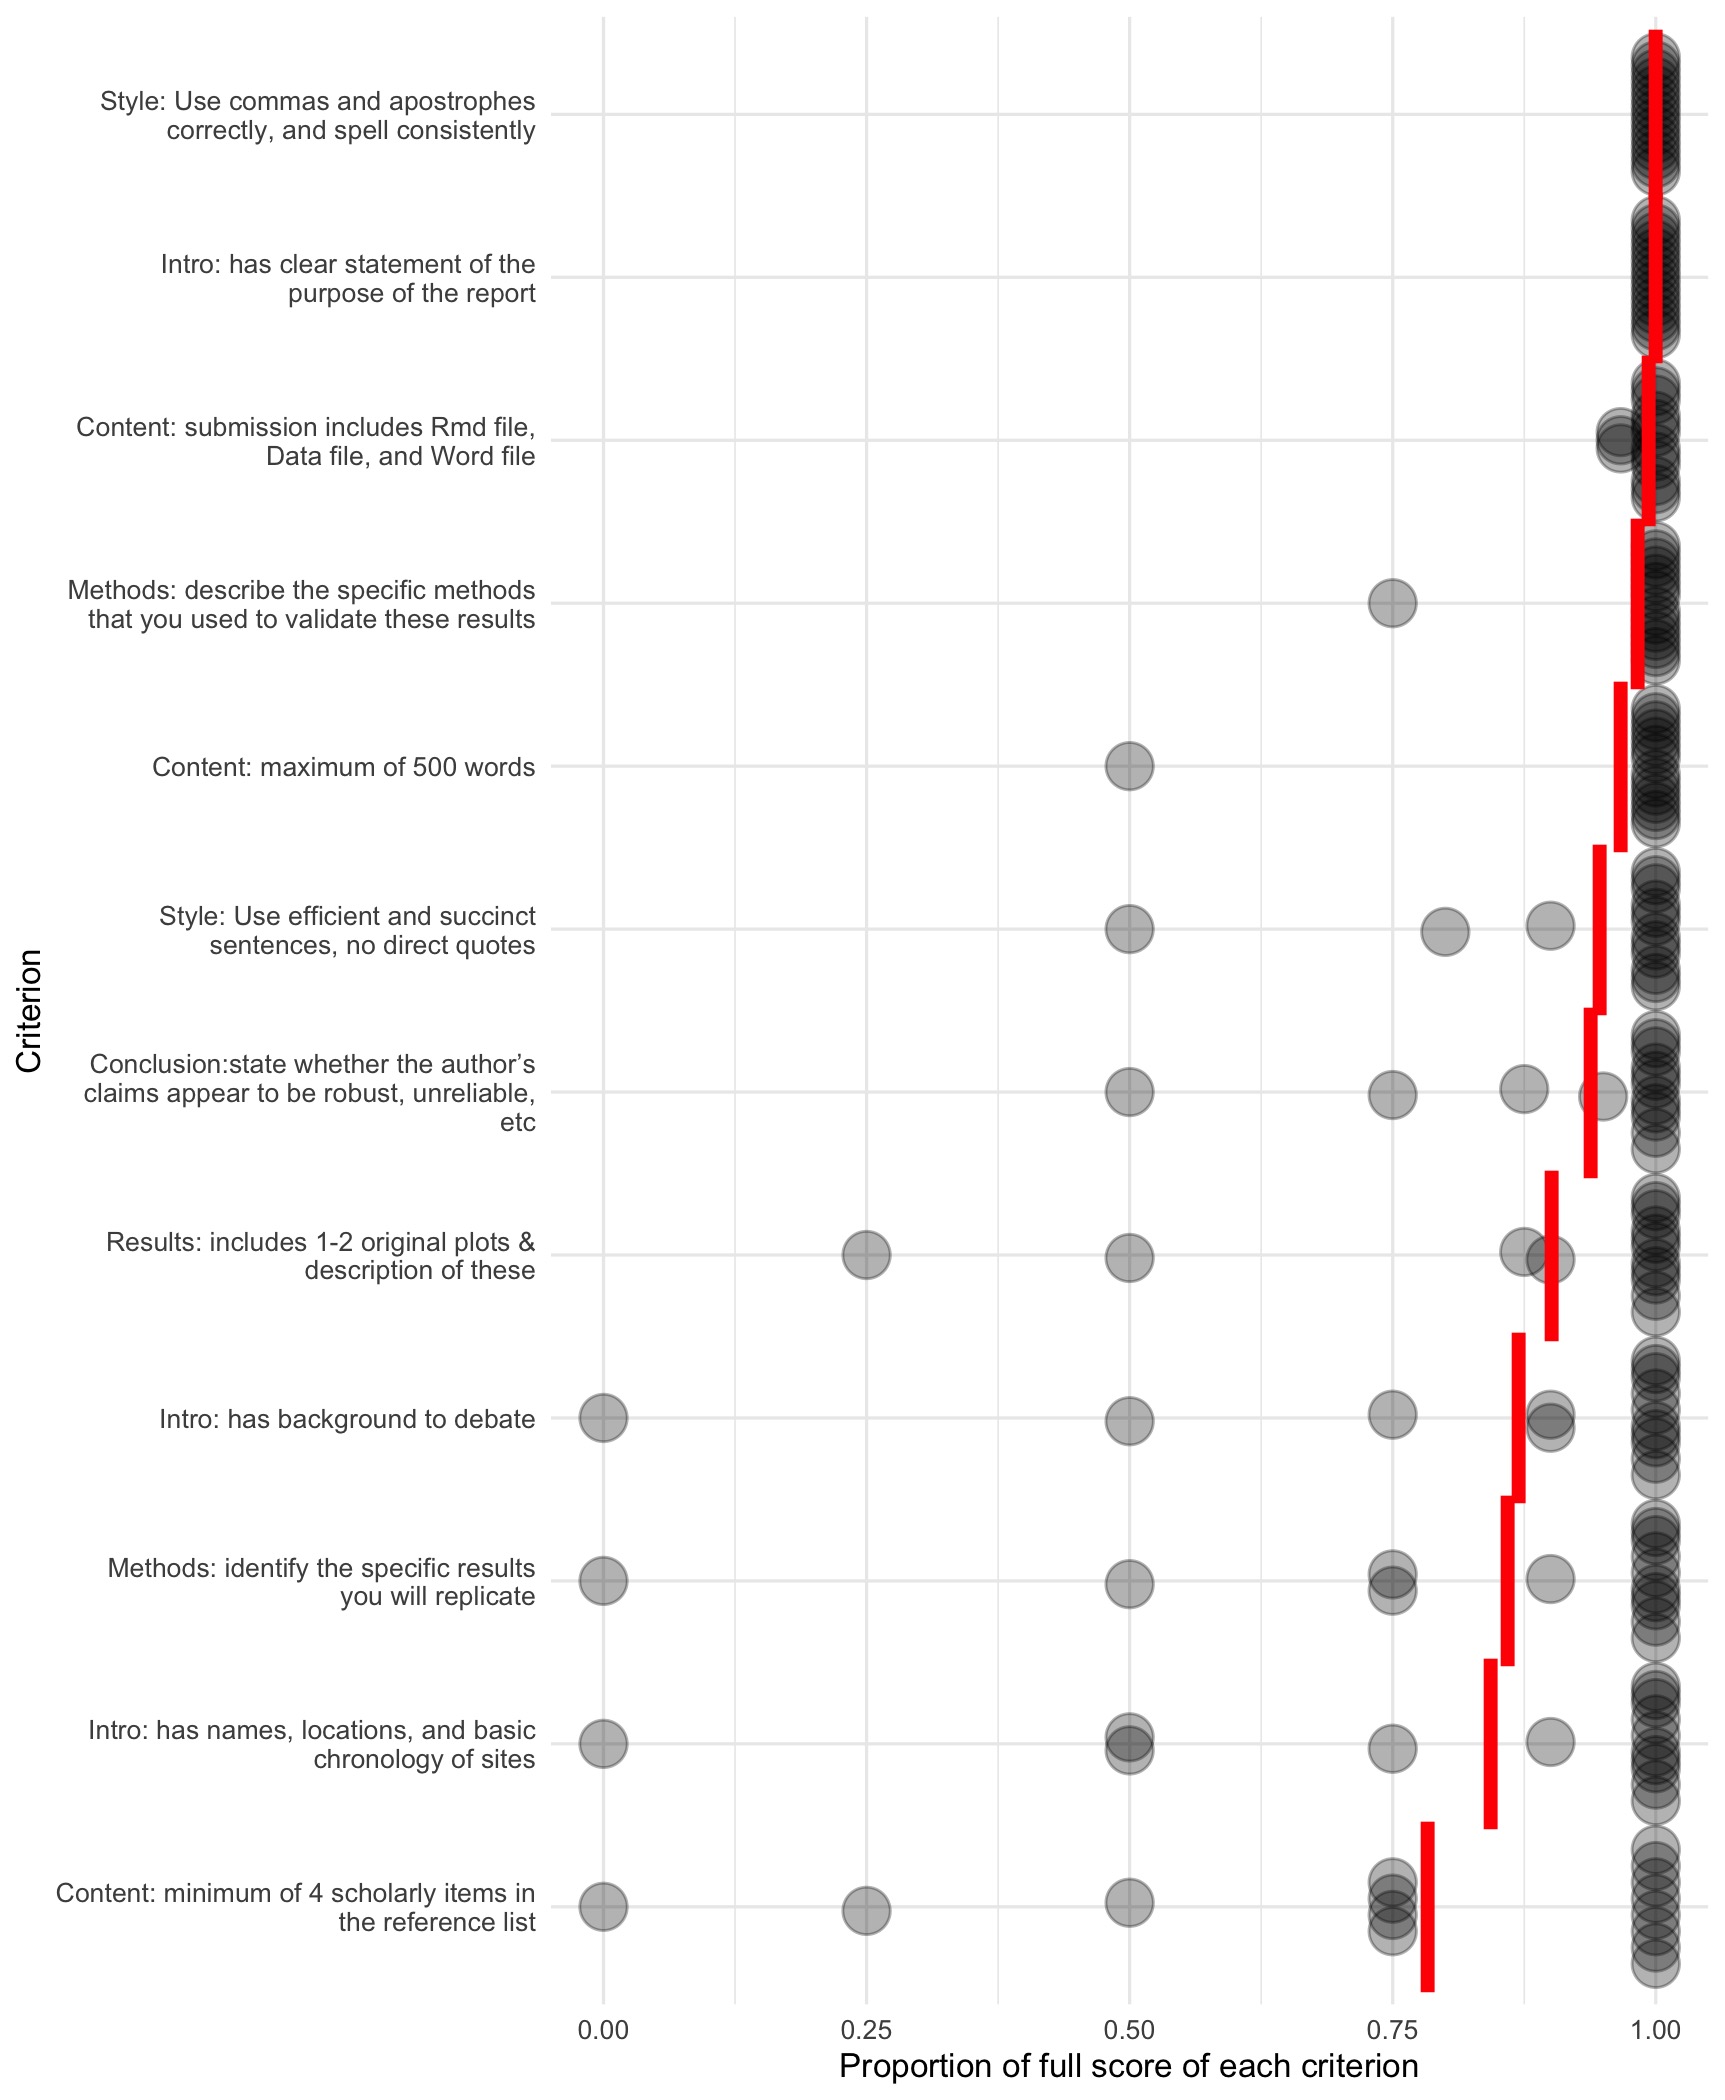 Style: Use commas and apostrophes
correctly, and spell consistently
Intro: has clear statement of the
purpose of the report
Content: submission includes Rmd file,
Data file, and Word file
Methods: describe the specific methods
that you used to validate these results
Content: maximum of 500 words
Style: Use efficient and succinct
sentences, no direct quotes
Criterion
Conclusion:state whether the author’s
claims appear to be robust, unreliable,
etc
Results: includes 1-2 original plots &
description of these
Intro: has background to debate
Methods: identify the specific results
you will replicate
Intro: has names, locations, and basic
chronology of sites
Content: minimum of 4 scholarly items in
the reference list
0.00 0.25 0.50 0.75 1.00
Proportion of full score of each criterion